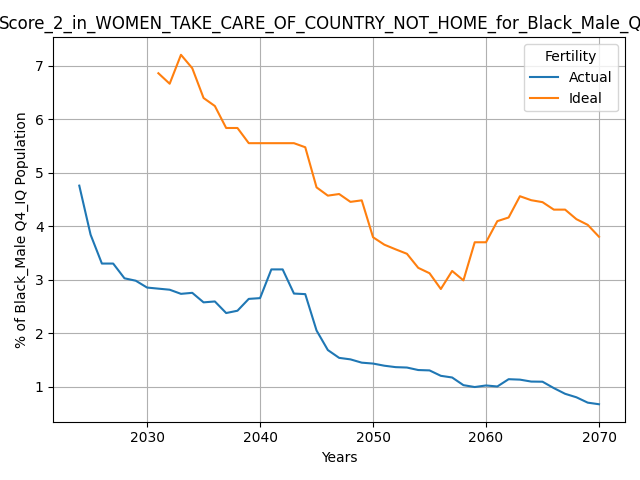 Score_2_in_WOMEN_TAKE_CARE_OF_COUNTRY_NOT_HOME_for_Black_Male_Q
Fertility
Actual
Ideal
% of Black_Male Q4_IQ Population
7
6
5
4
3
2
1
2030 2040 2050 2060 2070
Years